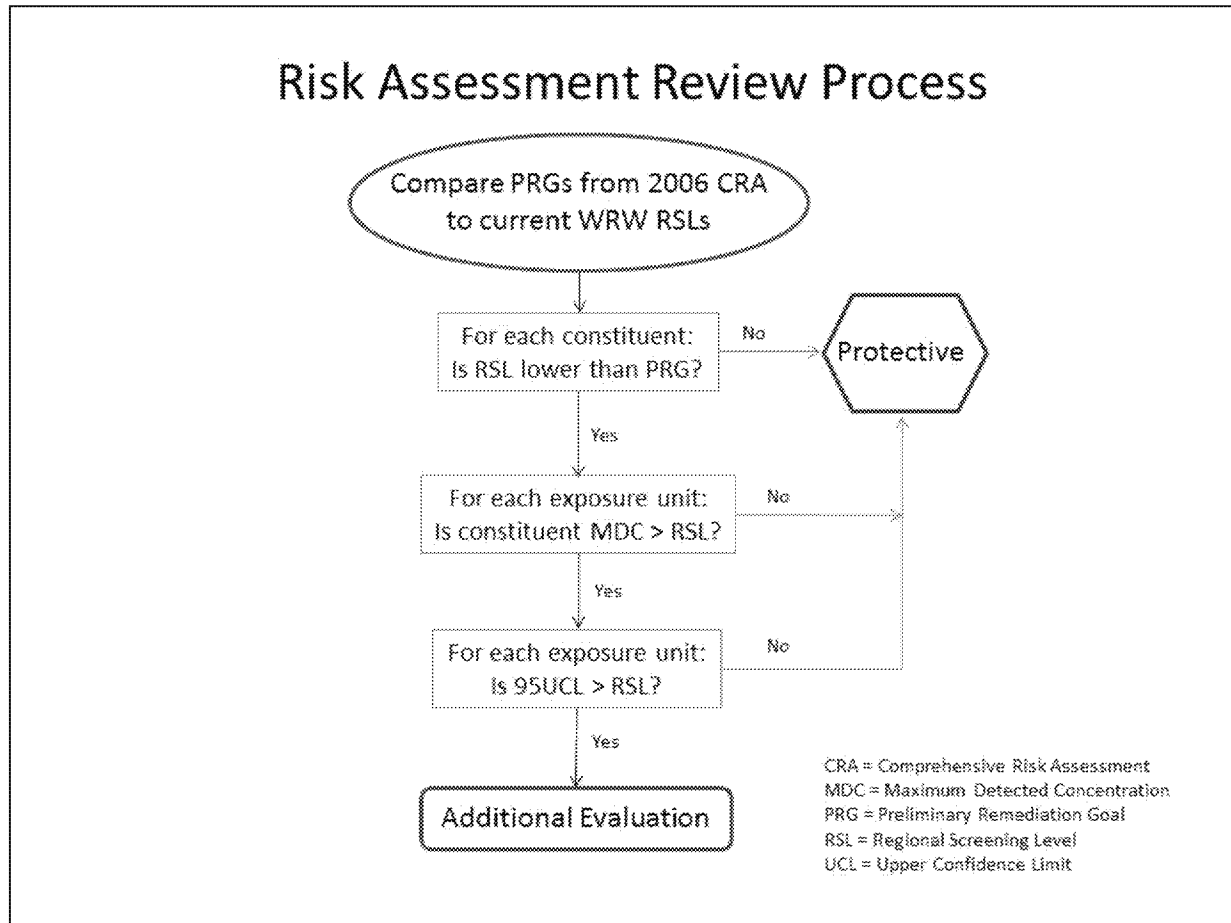 Risk Assessment Review Process
Compare PRGs from 2006 CRA
to current WRW RSLs
For each constituent:
Is RSL lower than PRG?
No
Protective
Yes
For each exposure unit:
Is constituent MDC > RSL?
No
Yes
For each exposure unit:
Is 95UCL > RSL?
No
Yes
Additional Evaluation
CRA = Comprehensive Risk Assessment
MDC = Maximum Detected Concentration
PRG = Preliminary Remediation Goal
RSL = Regional Screening Level
UCL = Upper Confidence Limit